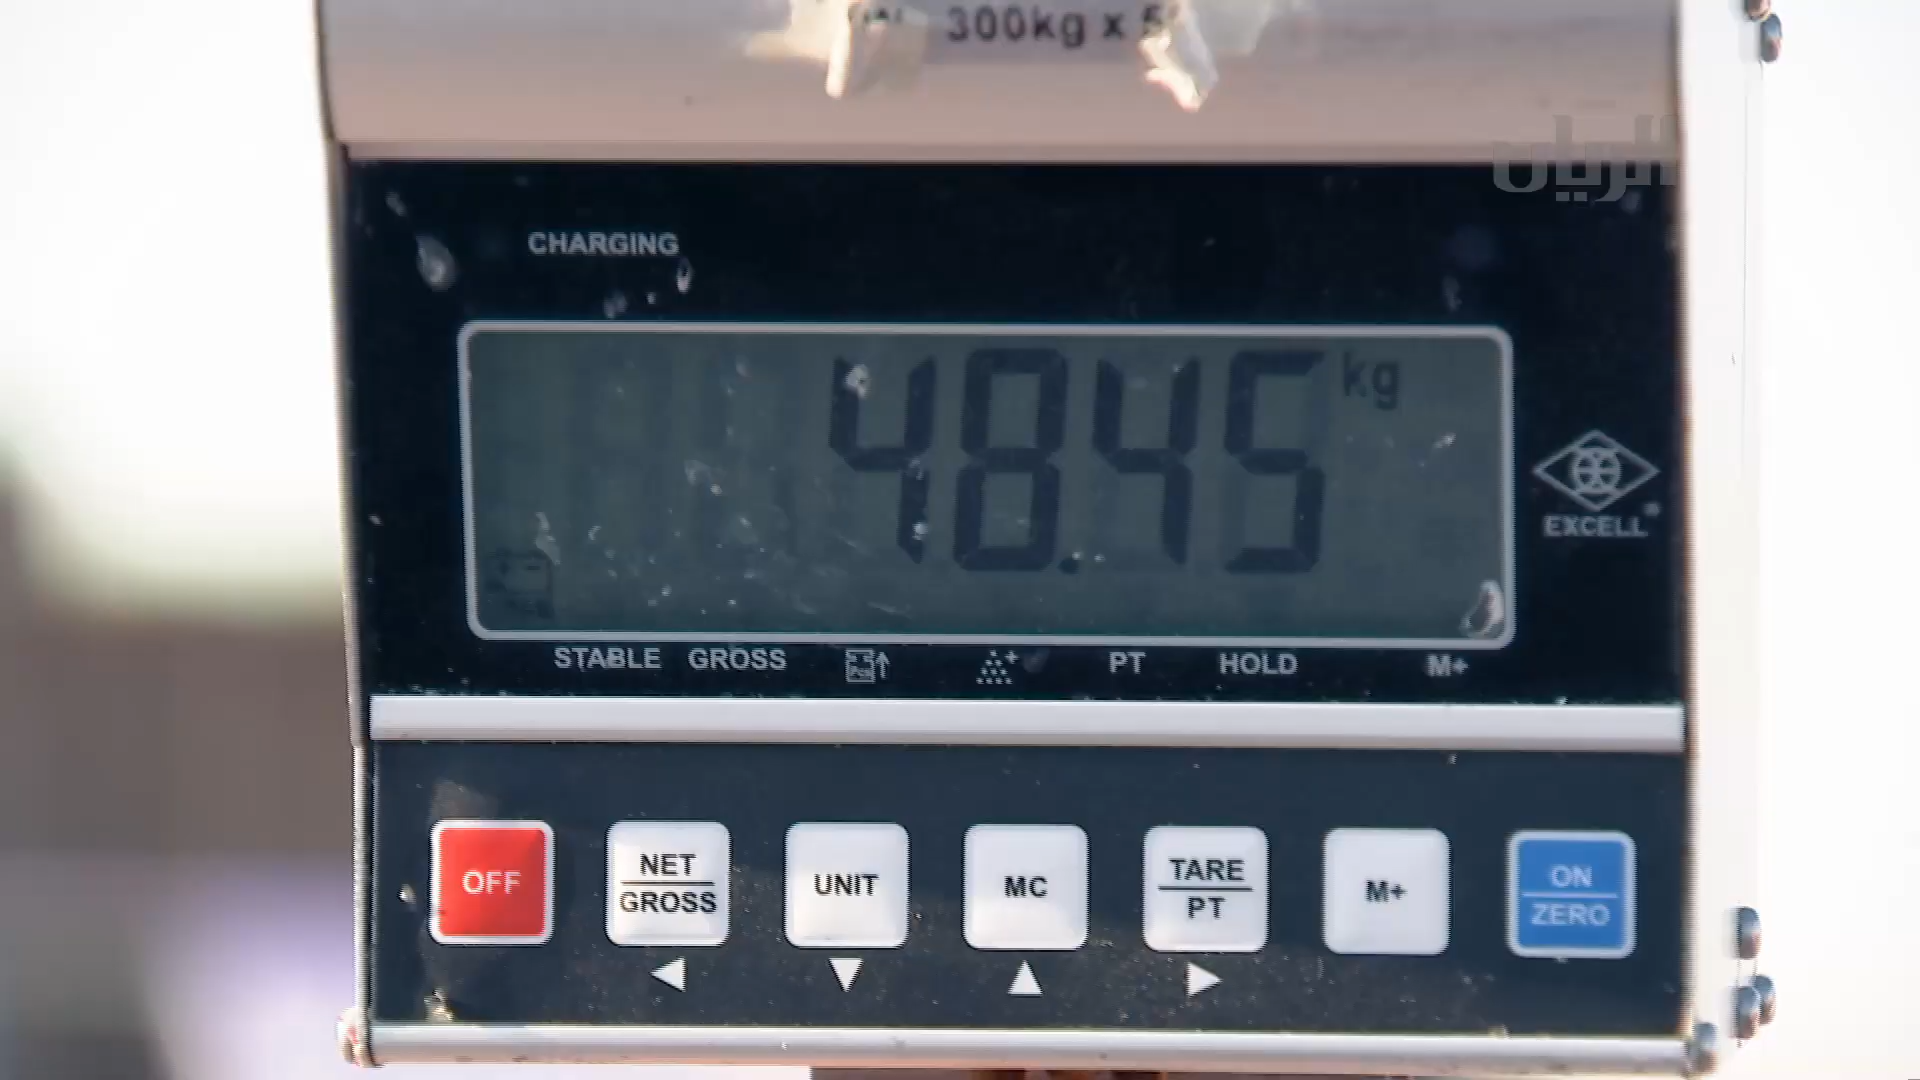 300kg x 5
الريان
CHARGING
48.45 kg
EXCELL
STABLE GROSS Pcs PT HOLD M+
OFF NET GROSS UNIT MC TARE PT M+ ON ZERO